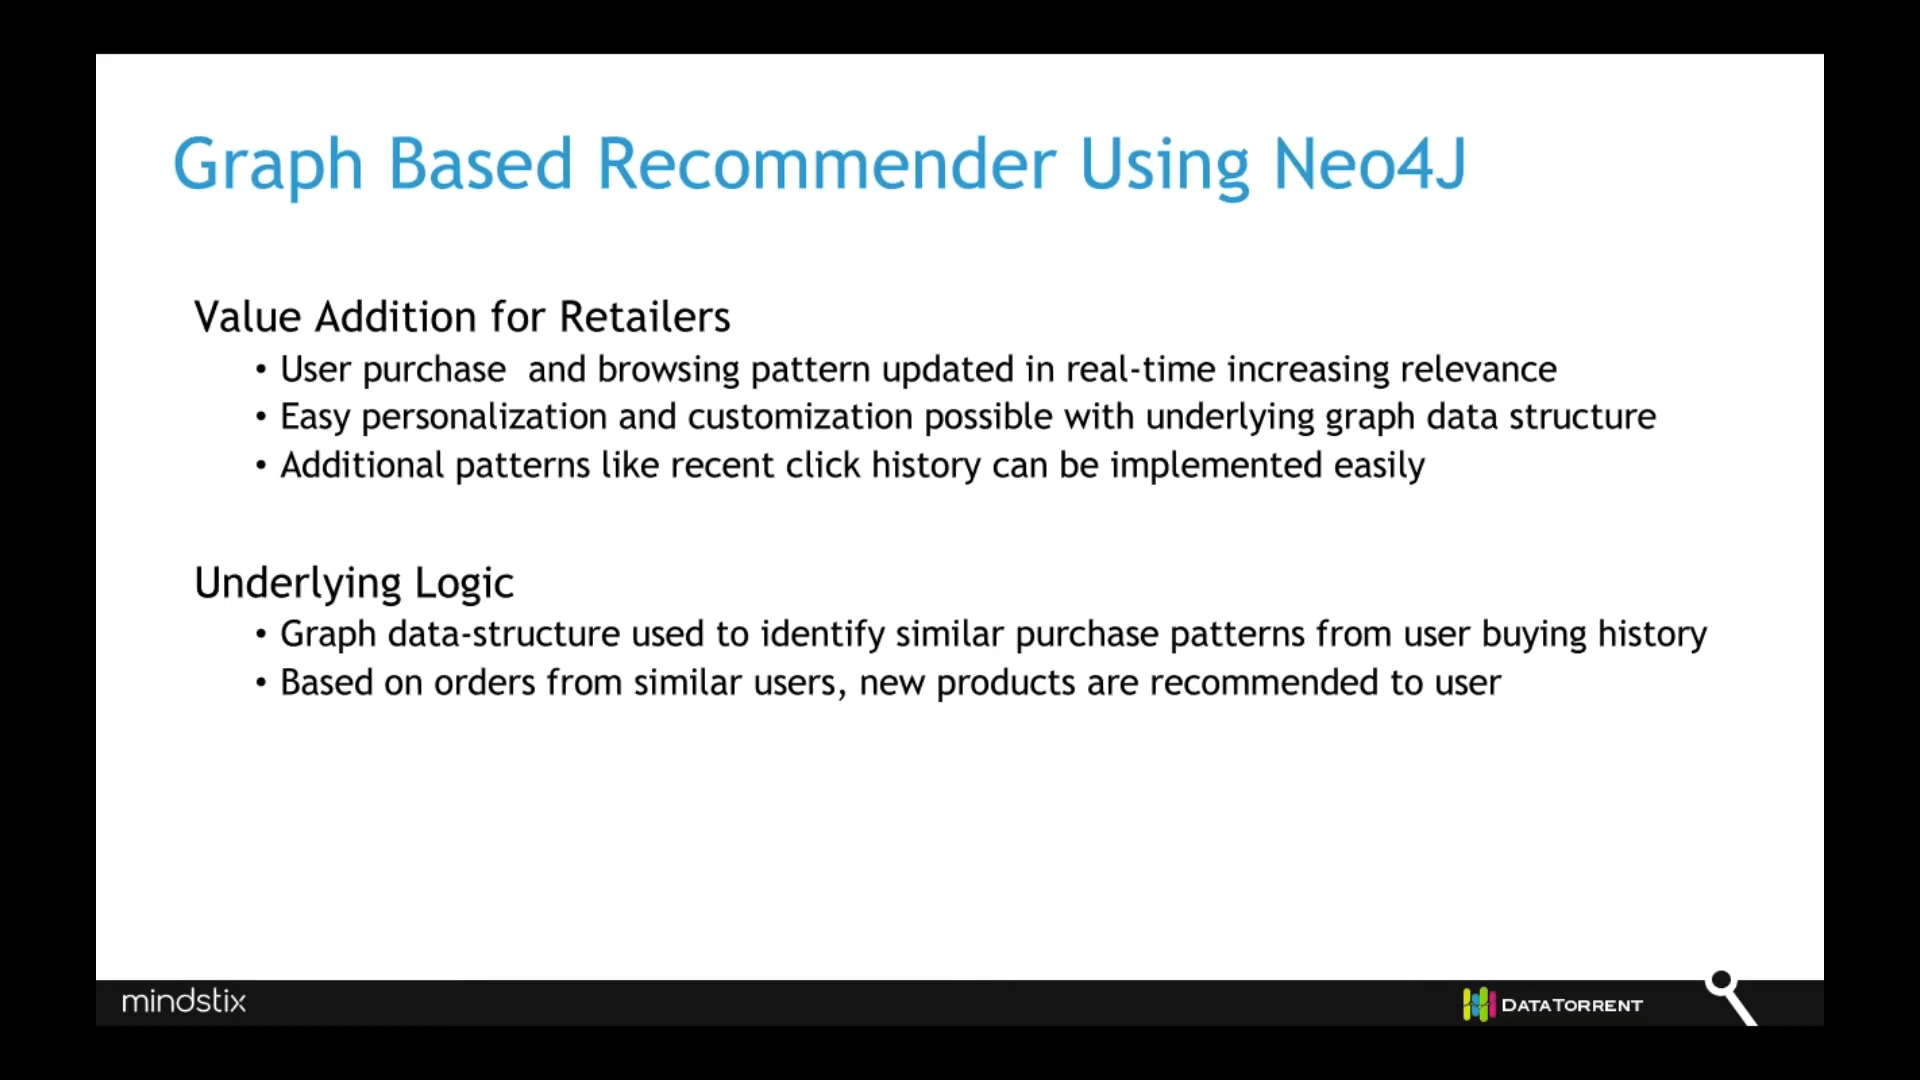 Graph Based Recommender Using Neo4J
Value Addition for Retailers
• User purchase  and browsing pattern updated in real-time increasing relevance
• Easy personalization and customization possible with underlying graph data structure
• Additional patterns like recent click history can be implemented easily
Underlying Logic
• Graph data-structure used to identify similar purchase patterns from user buying history
• Based on orders from similar users, new products are recommended to user
mindstix
DATATORRENT